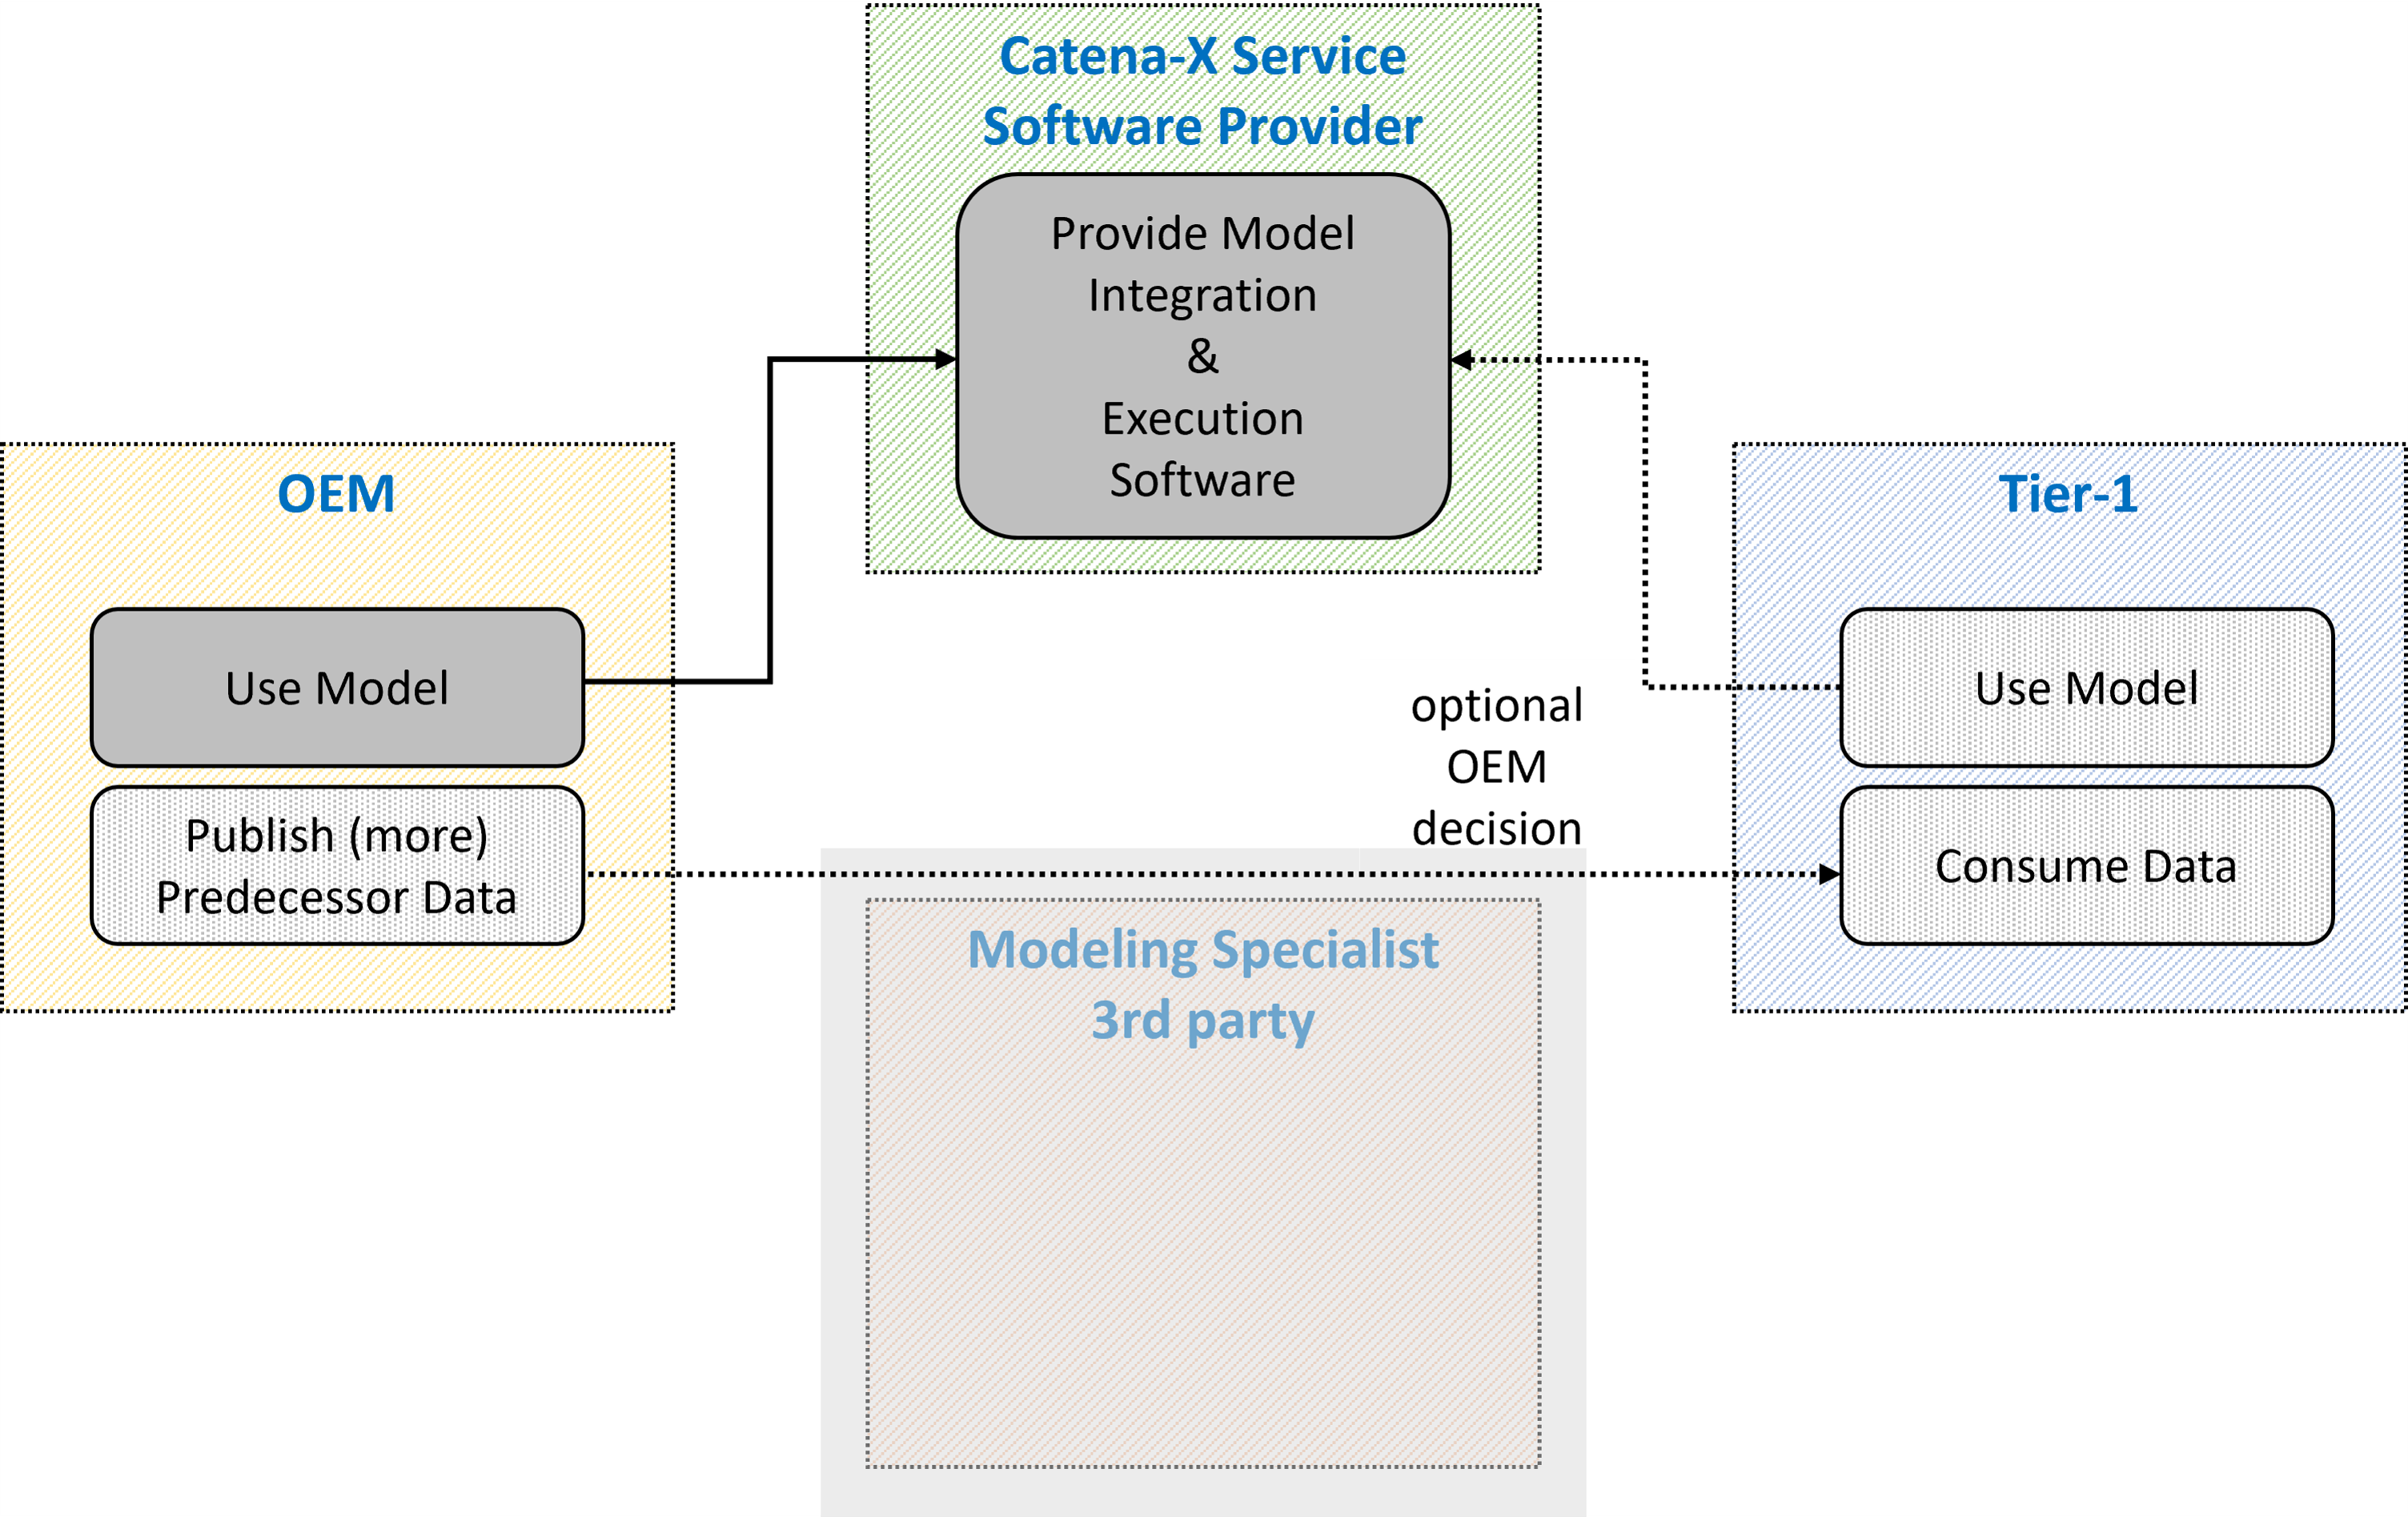 Catena-X Service
Software Provider
Provide Model
Integration
&
Execution
Software
OEM
Use Model
Publish (more)
Predecessor Data
optional
OEM
decision
Tier-1
Use Model
Consume Data
Modeling Specialist
3rd party